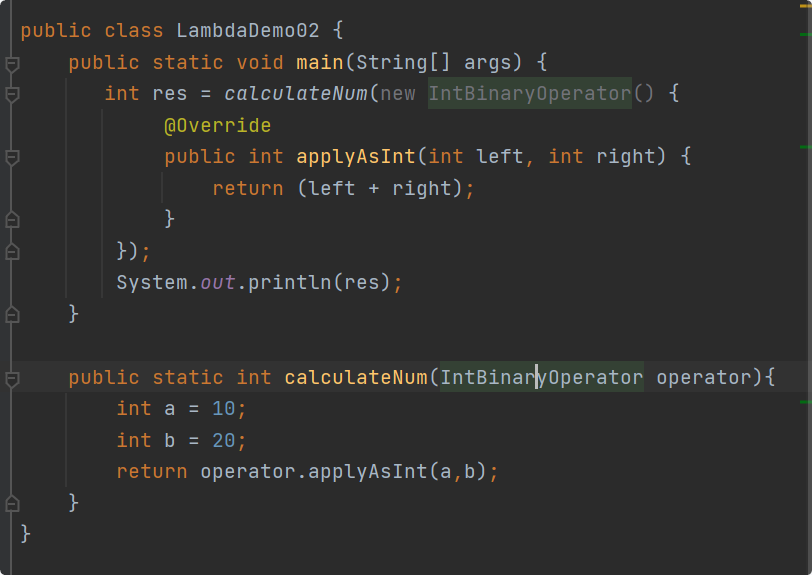 public class LambdaDemo02 {
    public static void main(String[] args) {
       int res = calculateNum(new IntBinaryOperator() {
            @Override
            public int applyAsInt(int left, int right) {
                return (left + right);
            }
        });
        System.out.println(res);
    }
    public static int calculateNum(IntBinaryOperator operator){
        int a = 10;
        int b = 20;
        return operator.applyAsInt(a,b);
    }
}